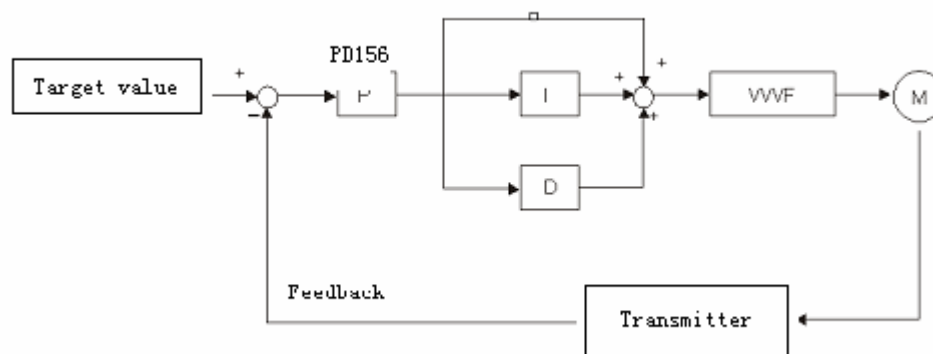 PD156
Target value
I
VVVF
M
D
Feedback
Transmitter